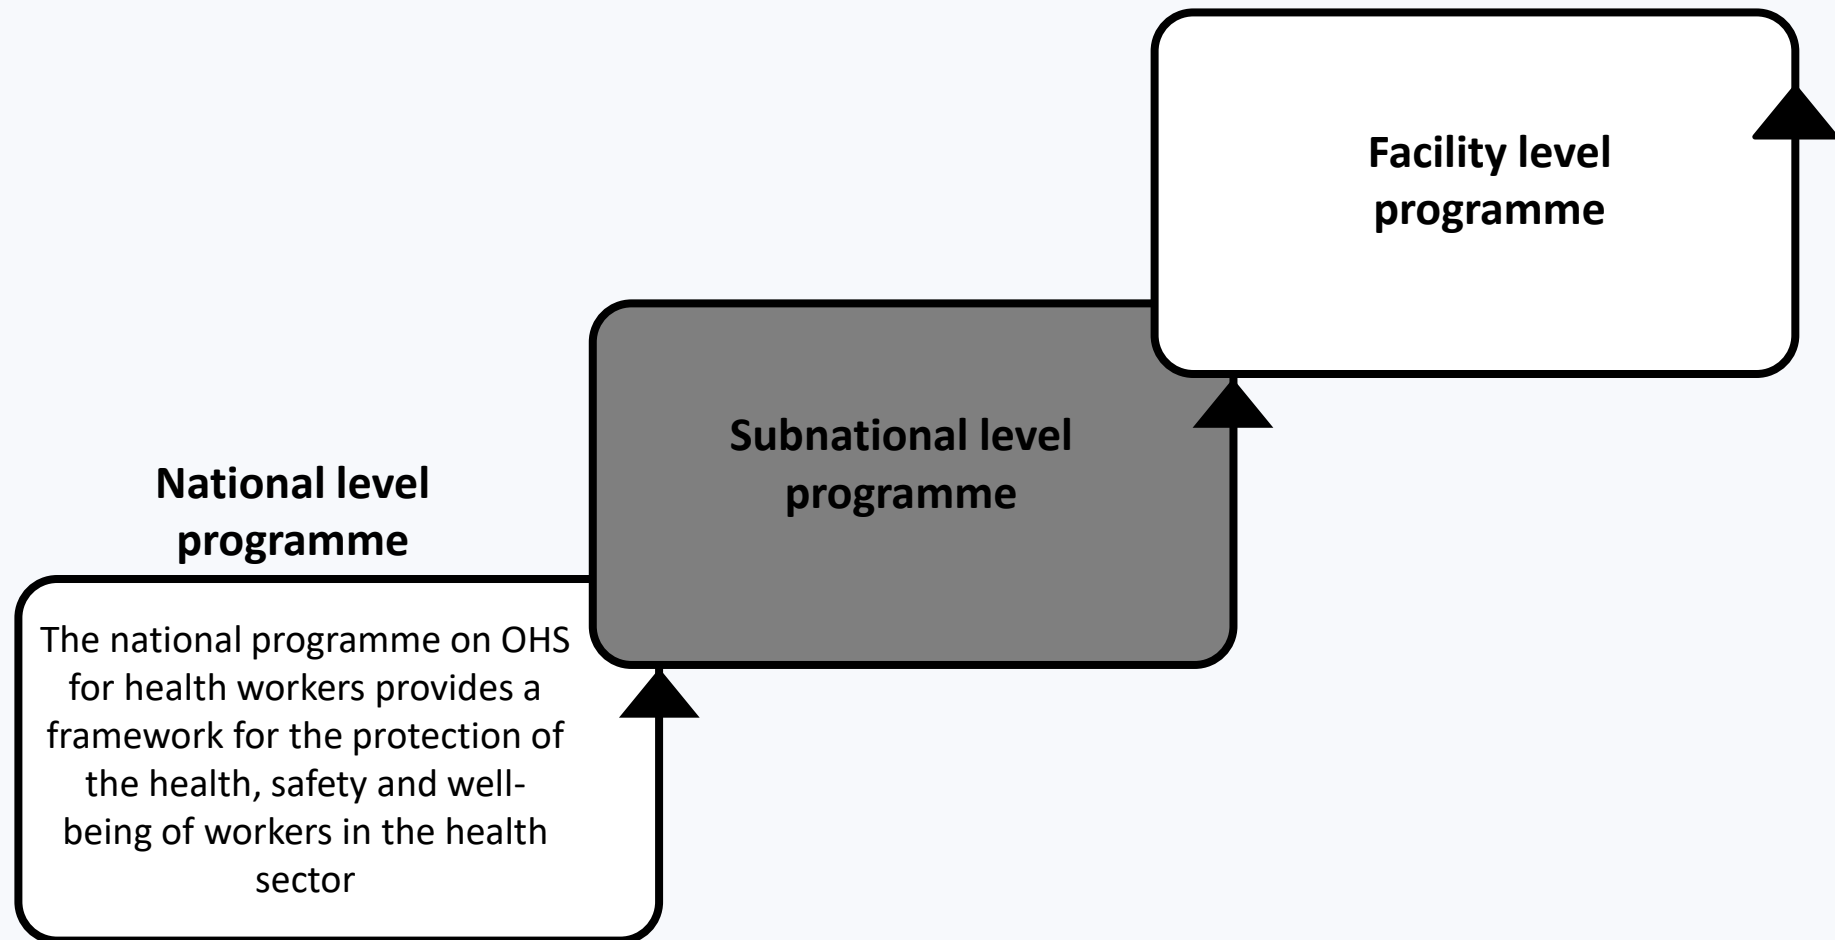 Facility level
programme
Subnational level
programme
National level
programme
The national programme on OHS
for health workers provides a
framework for the protection of
the health, safety and well-
being of workers in the health
sector